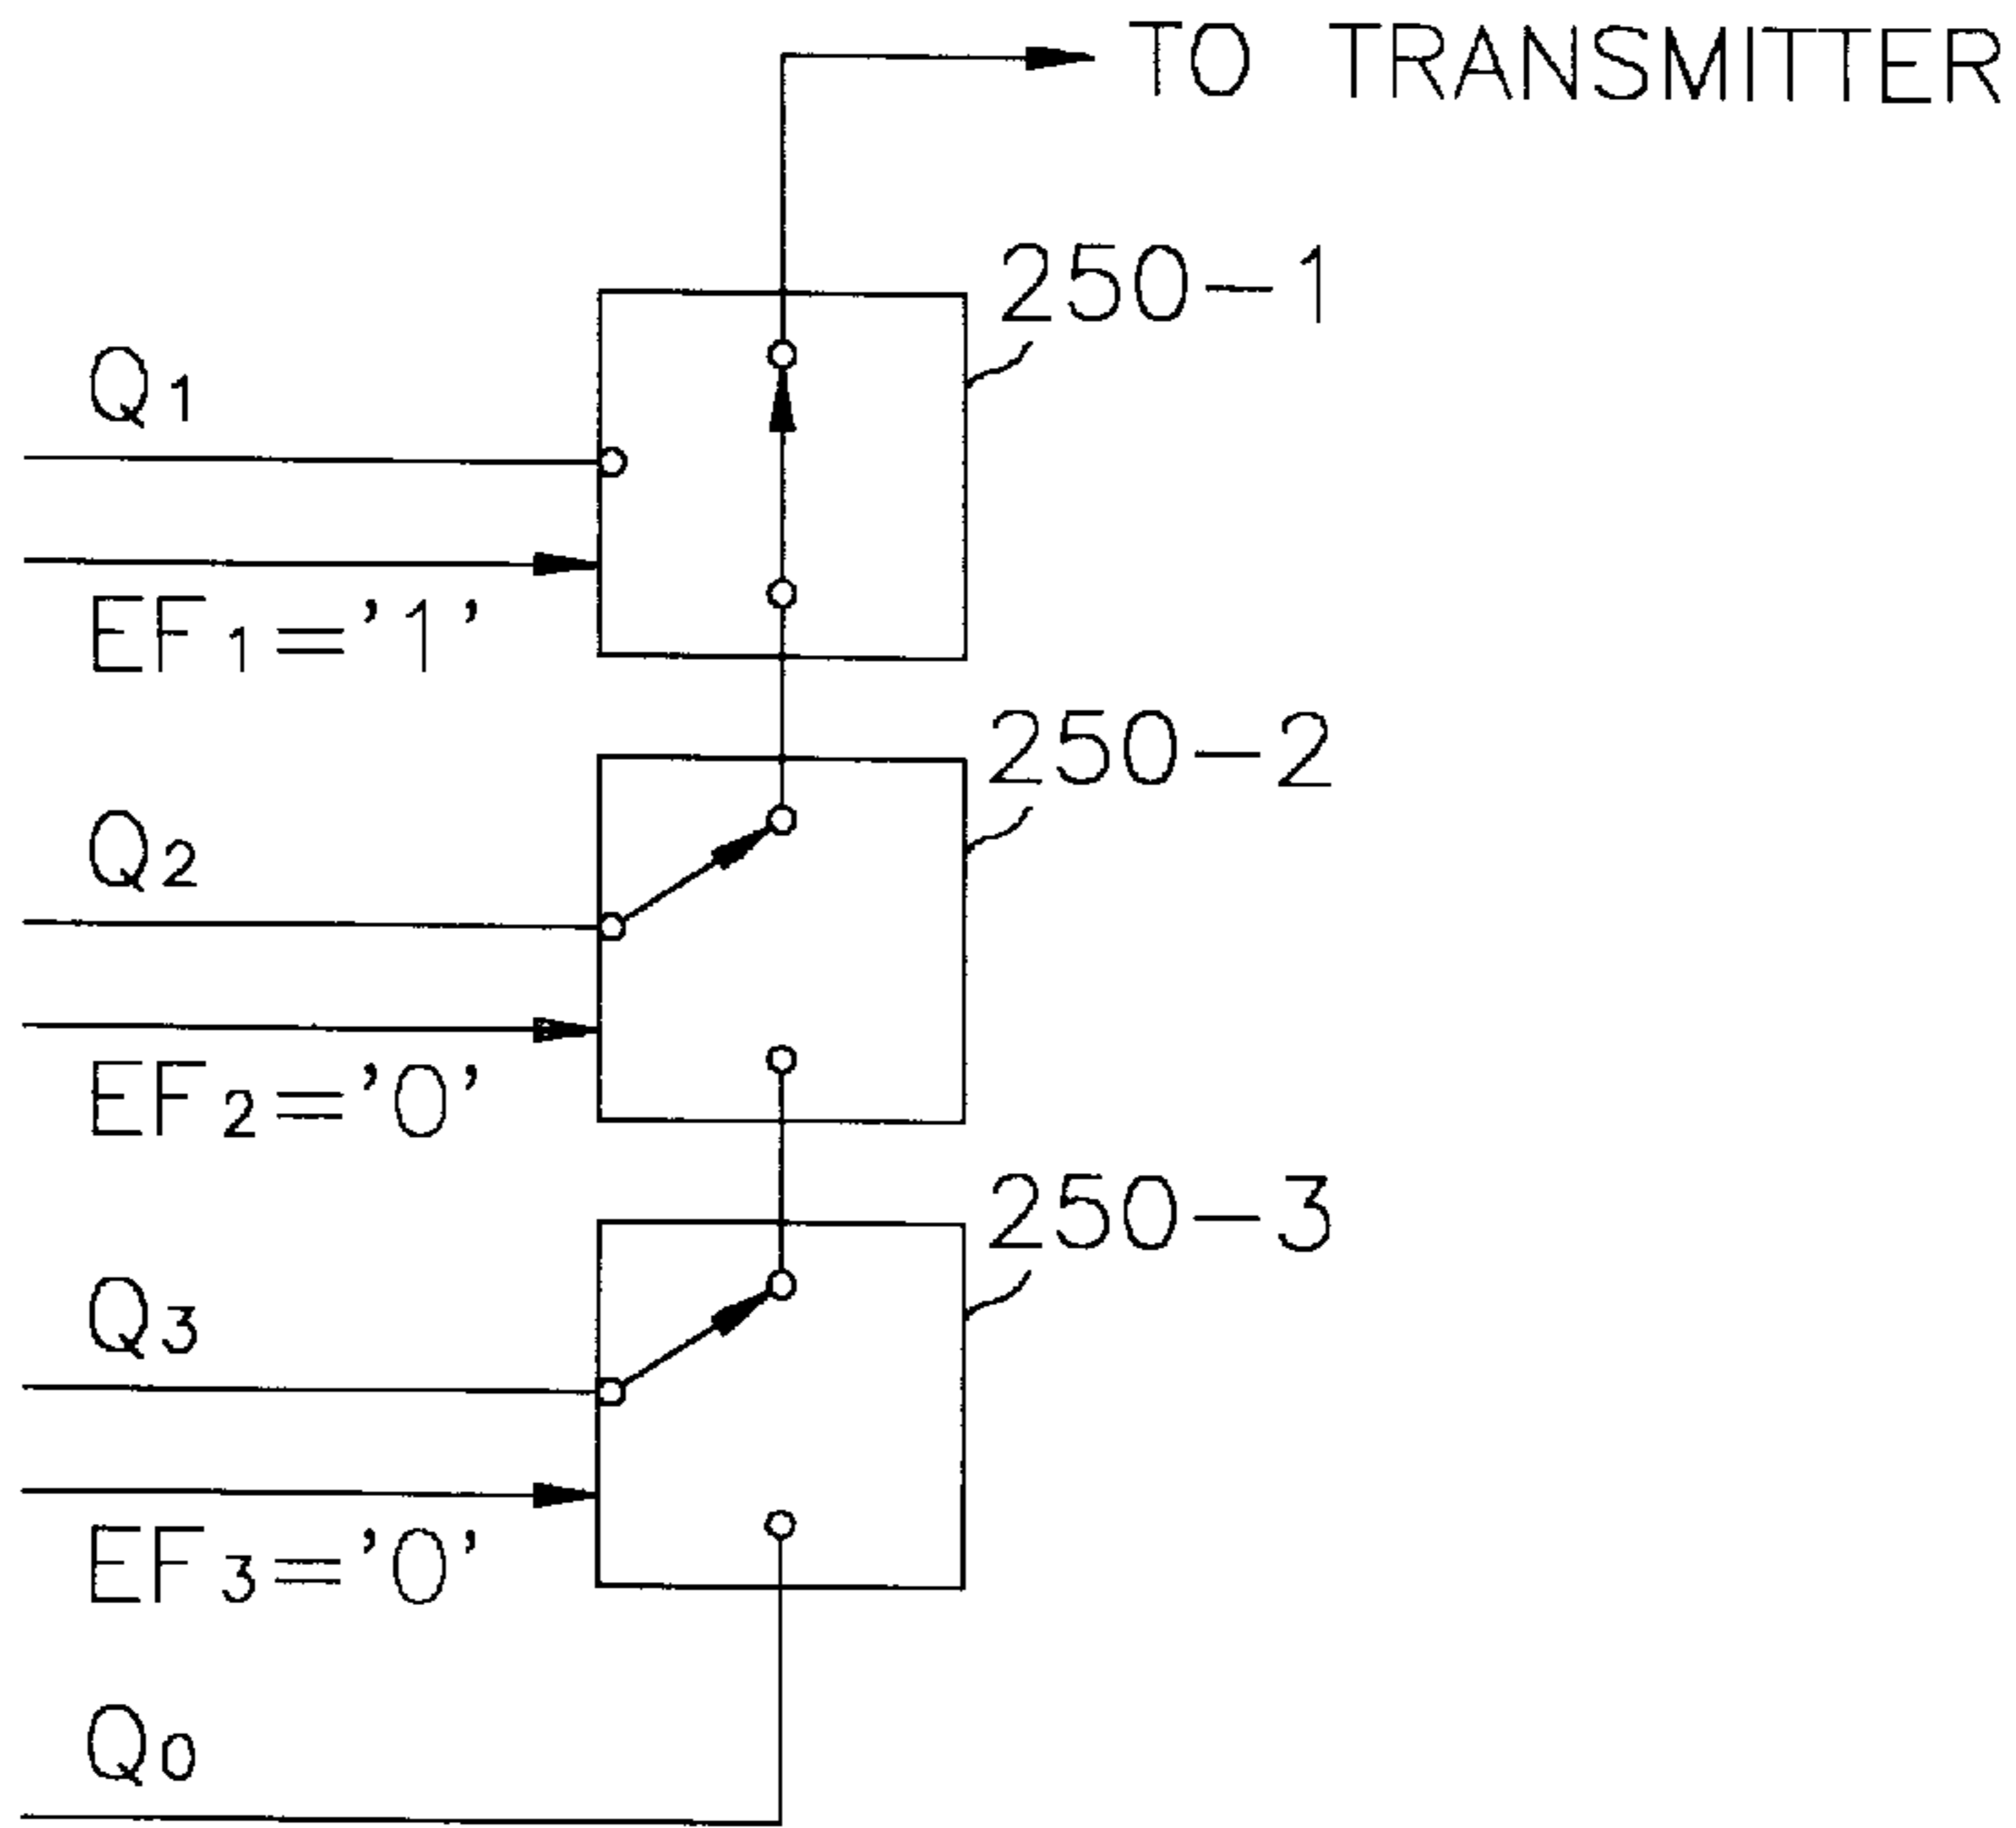 TO TRANSMITTER
250-1
Q1
EF1='1'
250-2
Q2
EF2='0'
250-3
Q3
EF3='0'
Q0